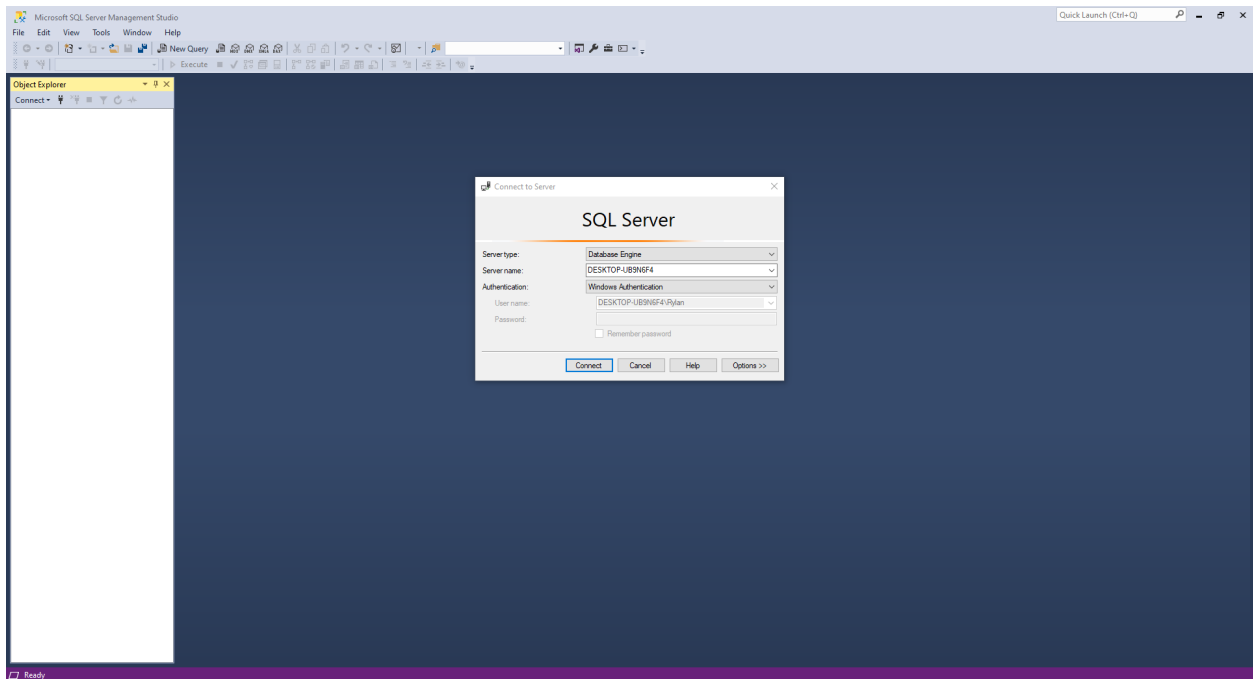 Microsoft SQL Server Management Studio
Quick Launch (Ctrl+Q)
File Edit View Tools Window Help
New Query
Execute
Object Explorer
Connect
Connect to Server
SQL Server
Server type: Database Engine
Server name: DESKTOP-UB9N6F4
Authentication: Windows Authentication
User name: DESKTOP-UB9N6F4\Rylan
Password:
Remember password
Connect Cancel Help Options >>
Ready